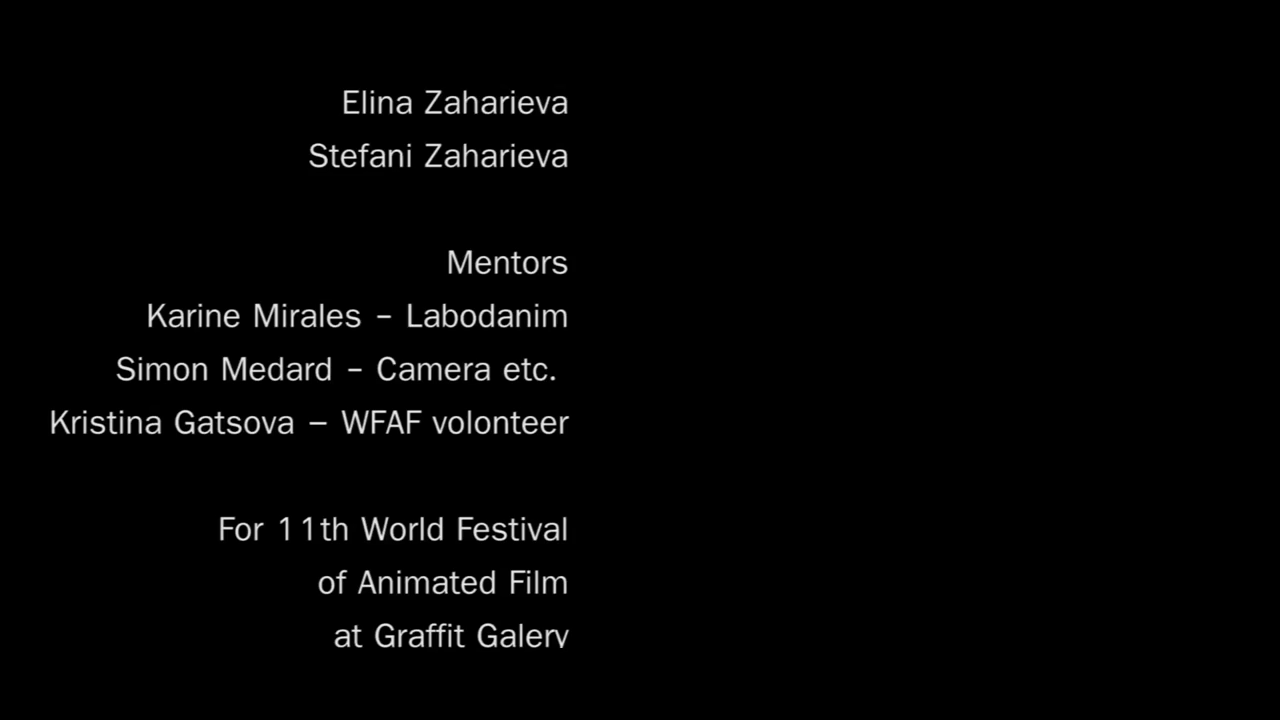 Elina Zaharieva
Stefani Zaharieva
Mentors
Karine Mirales – Labodanim
Simon Medard – Camera etc.
Kristina Gatsova – WFAF volonteer
For 11th World Festival
of Animated Film
at Graffit Galery